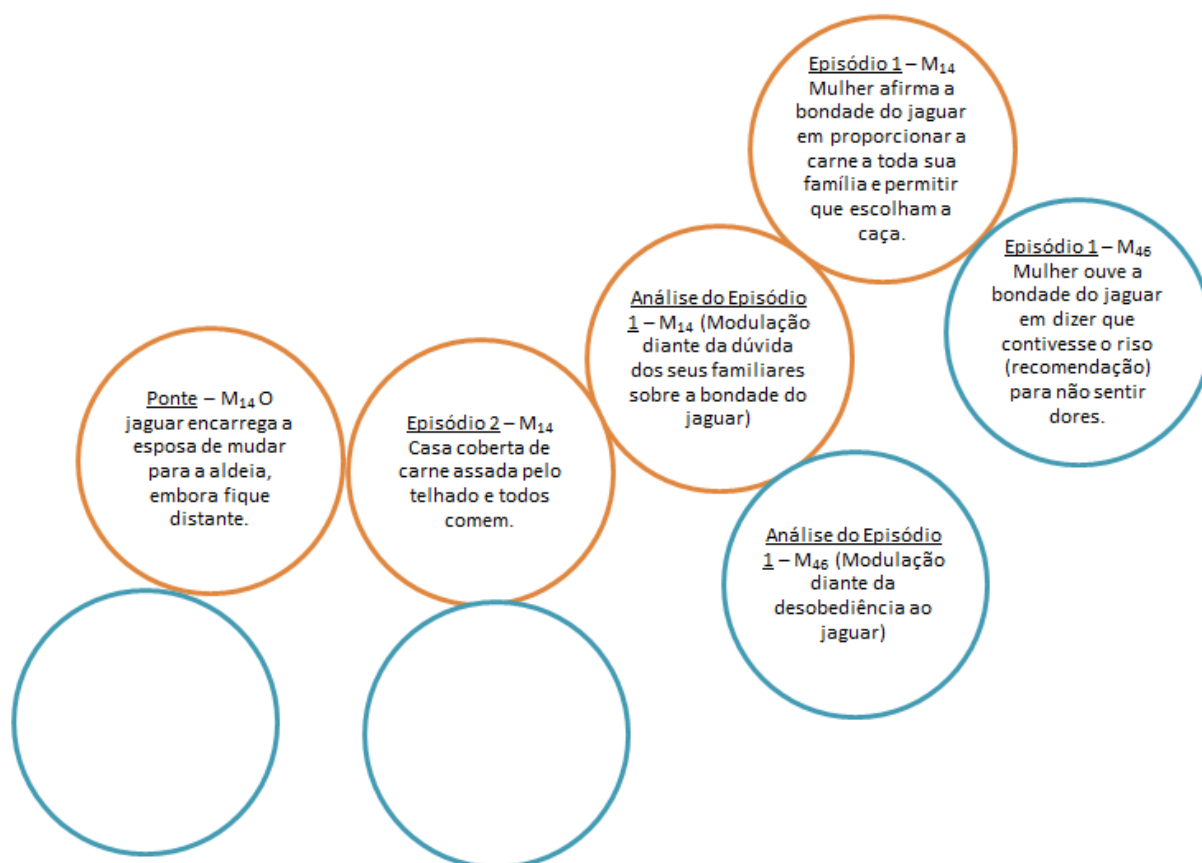 Episódio 1 – M14
Mulher afirma a
bondade do jaguar
em proporcionar a
carne a toda sua
família e permitir
que escolham a
caça.
Episódio 1 – M46
Mulher ouve a
bondade do jaguar
em dizer que
contivesse o riso
(recomendação)
para não sentir
dores.
Análise do Episódio
1 – M14 (Modulação
diante da dúvida
dos seus familiares
sobre a bondade do
jaguar)
Ponte – M14 O
jaguar encarrega a
esposa de mudar
para a aldeia,
embora fique
distante.
Episódio 2 – M14
Casa coberta de
carne assada pelo
telhado e todos
comem.
Análise do Episódio
1 – M46 (Modulação
diante da
desobediência ao
jaguar)